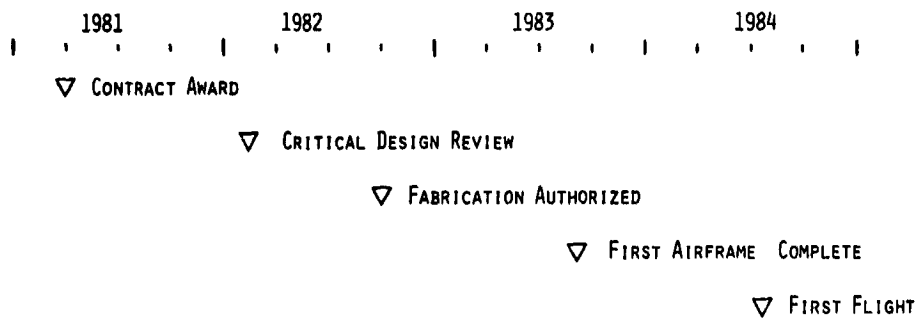 1981 1982 1983 1984
CONTRACT AWARD
CRITICAL DESIGN REVIEW
FABRICATION AUTHORIZED
FIRST AIRFRAME COMPLETE
FIRST FLIGHT